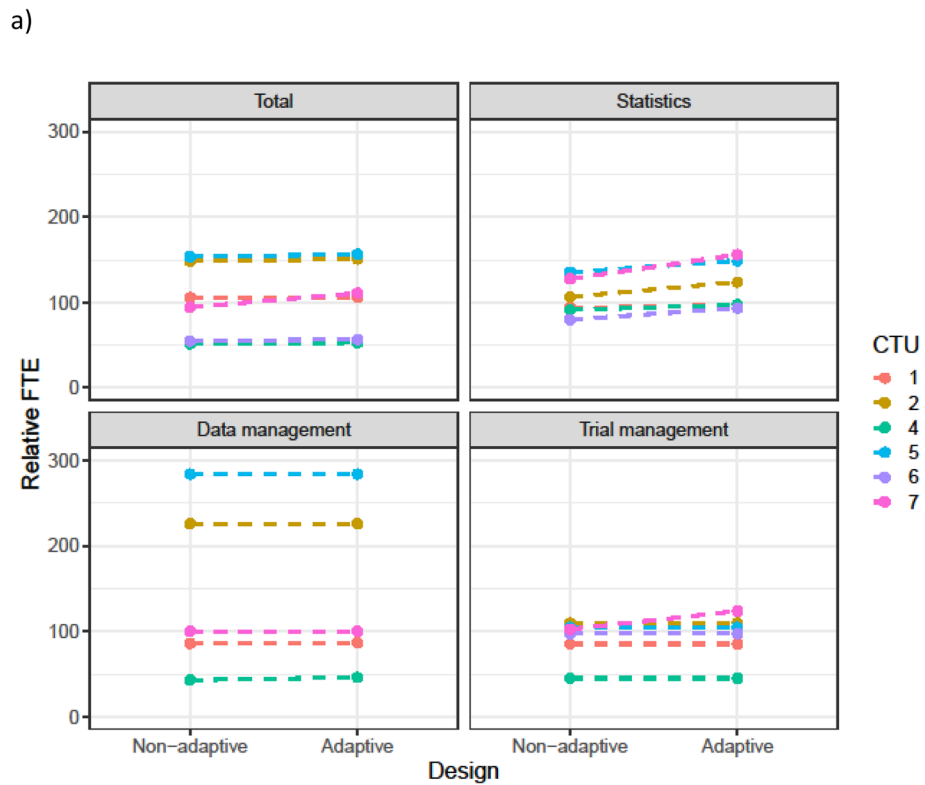 a)
Total
Statistics
300
200
100
0
Relative FTE
Data management
Trial management
300
200
100
0
Non-adaptive
Adaptive
Non-adaptive
Adaptive
Design
CTU
1
2
4
5
6
7